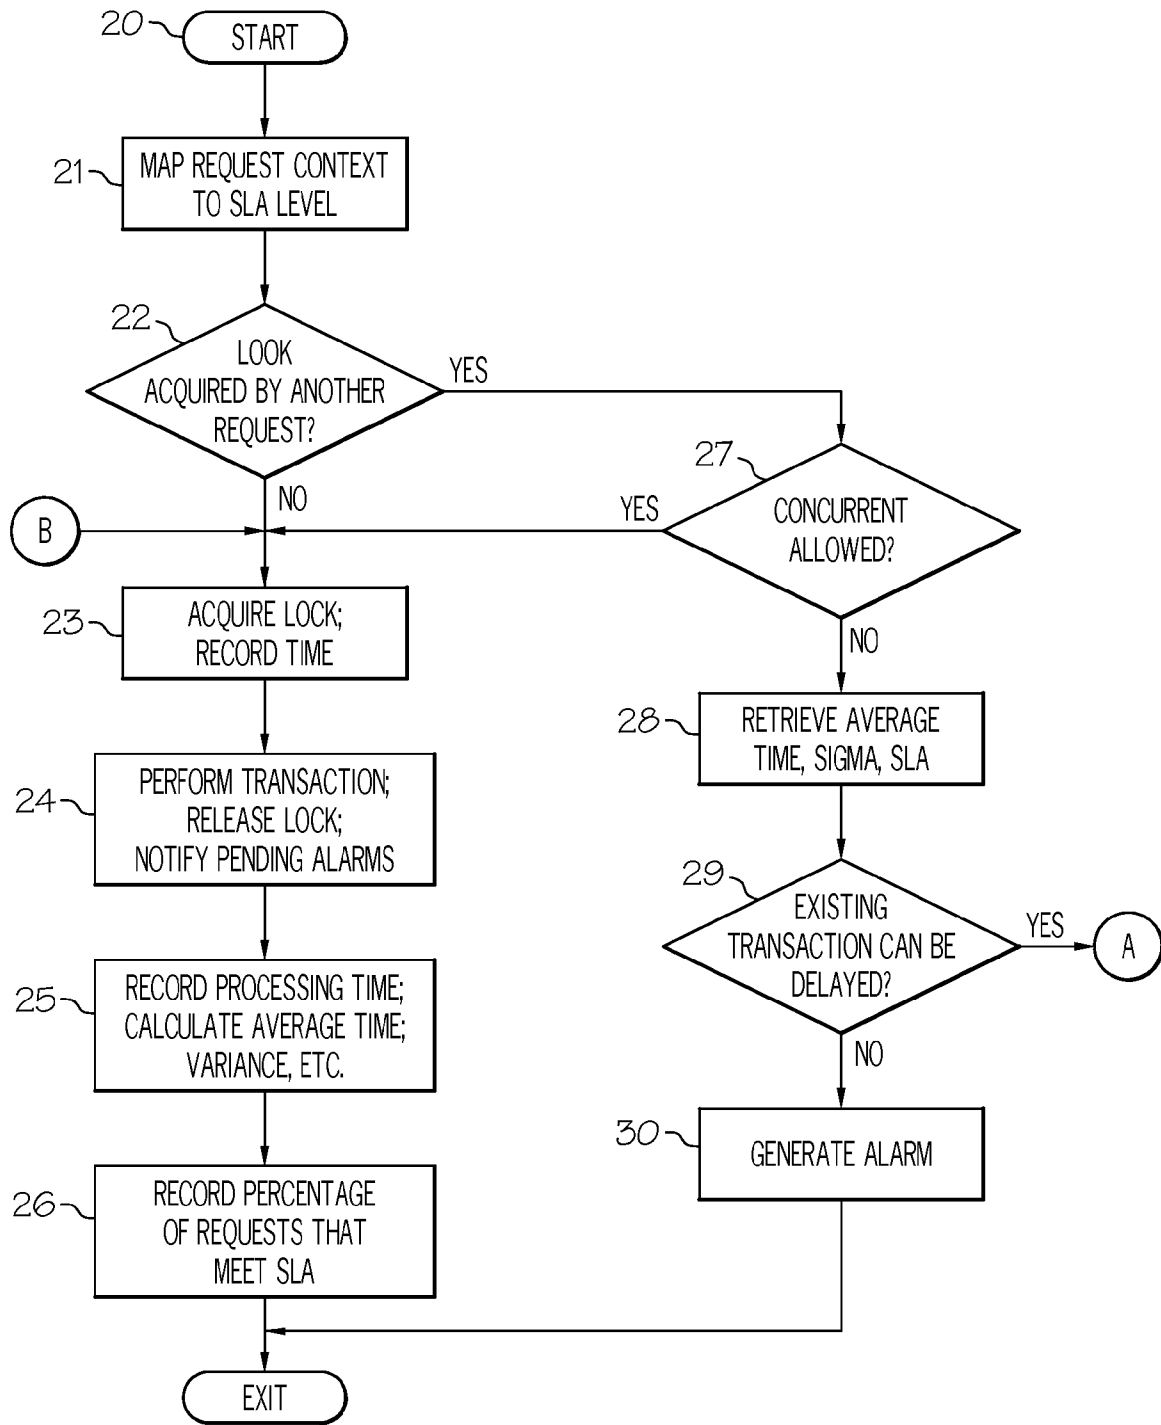 20
START
21
MAP REQUEST CONTEXT
TO SLA LEVEL
22
LOOK
ACQUIRED BY ANOTHER
REQUEST?
YES
NO
27
CONCURRENT
ALLOWED?
YES
NO
B
23
ACQUIRE LOCK;
RECORD TIME
28
RETRIEVE AVERAGE
TIME, SIGMA, SLA
24
PERFORM TRANSACTION;
RELEASE LOCK;
NOTIFY PENDING ALARMS
29
EXISTING
TRANSACTION CAN BE
DELAYED?
YES
A
NO
25
RECORD PROCESSING TIME;
CALCULATE AVERAGE TIME;
VARIANCE, ETC.
30
GENERATE ALARM
26
RECORD PERCENTAGE
OF REQUESTS THAT
MEET SLA
EXIT